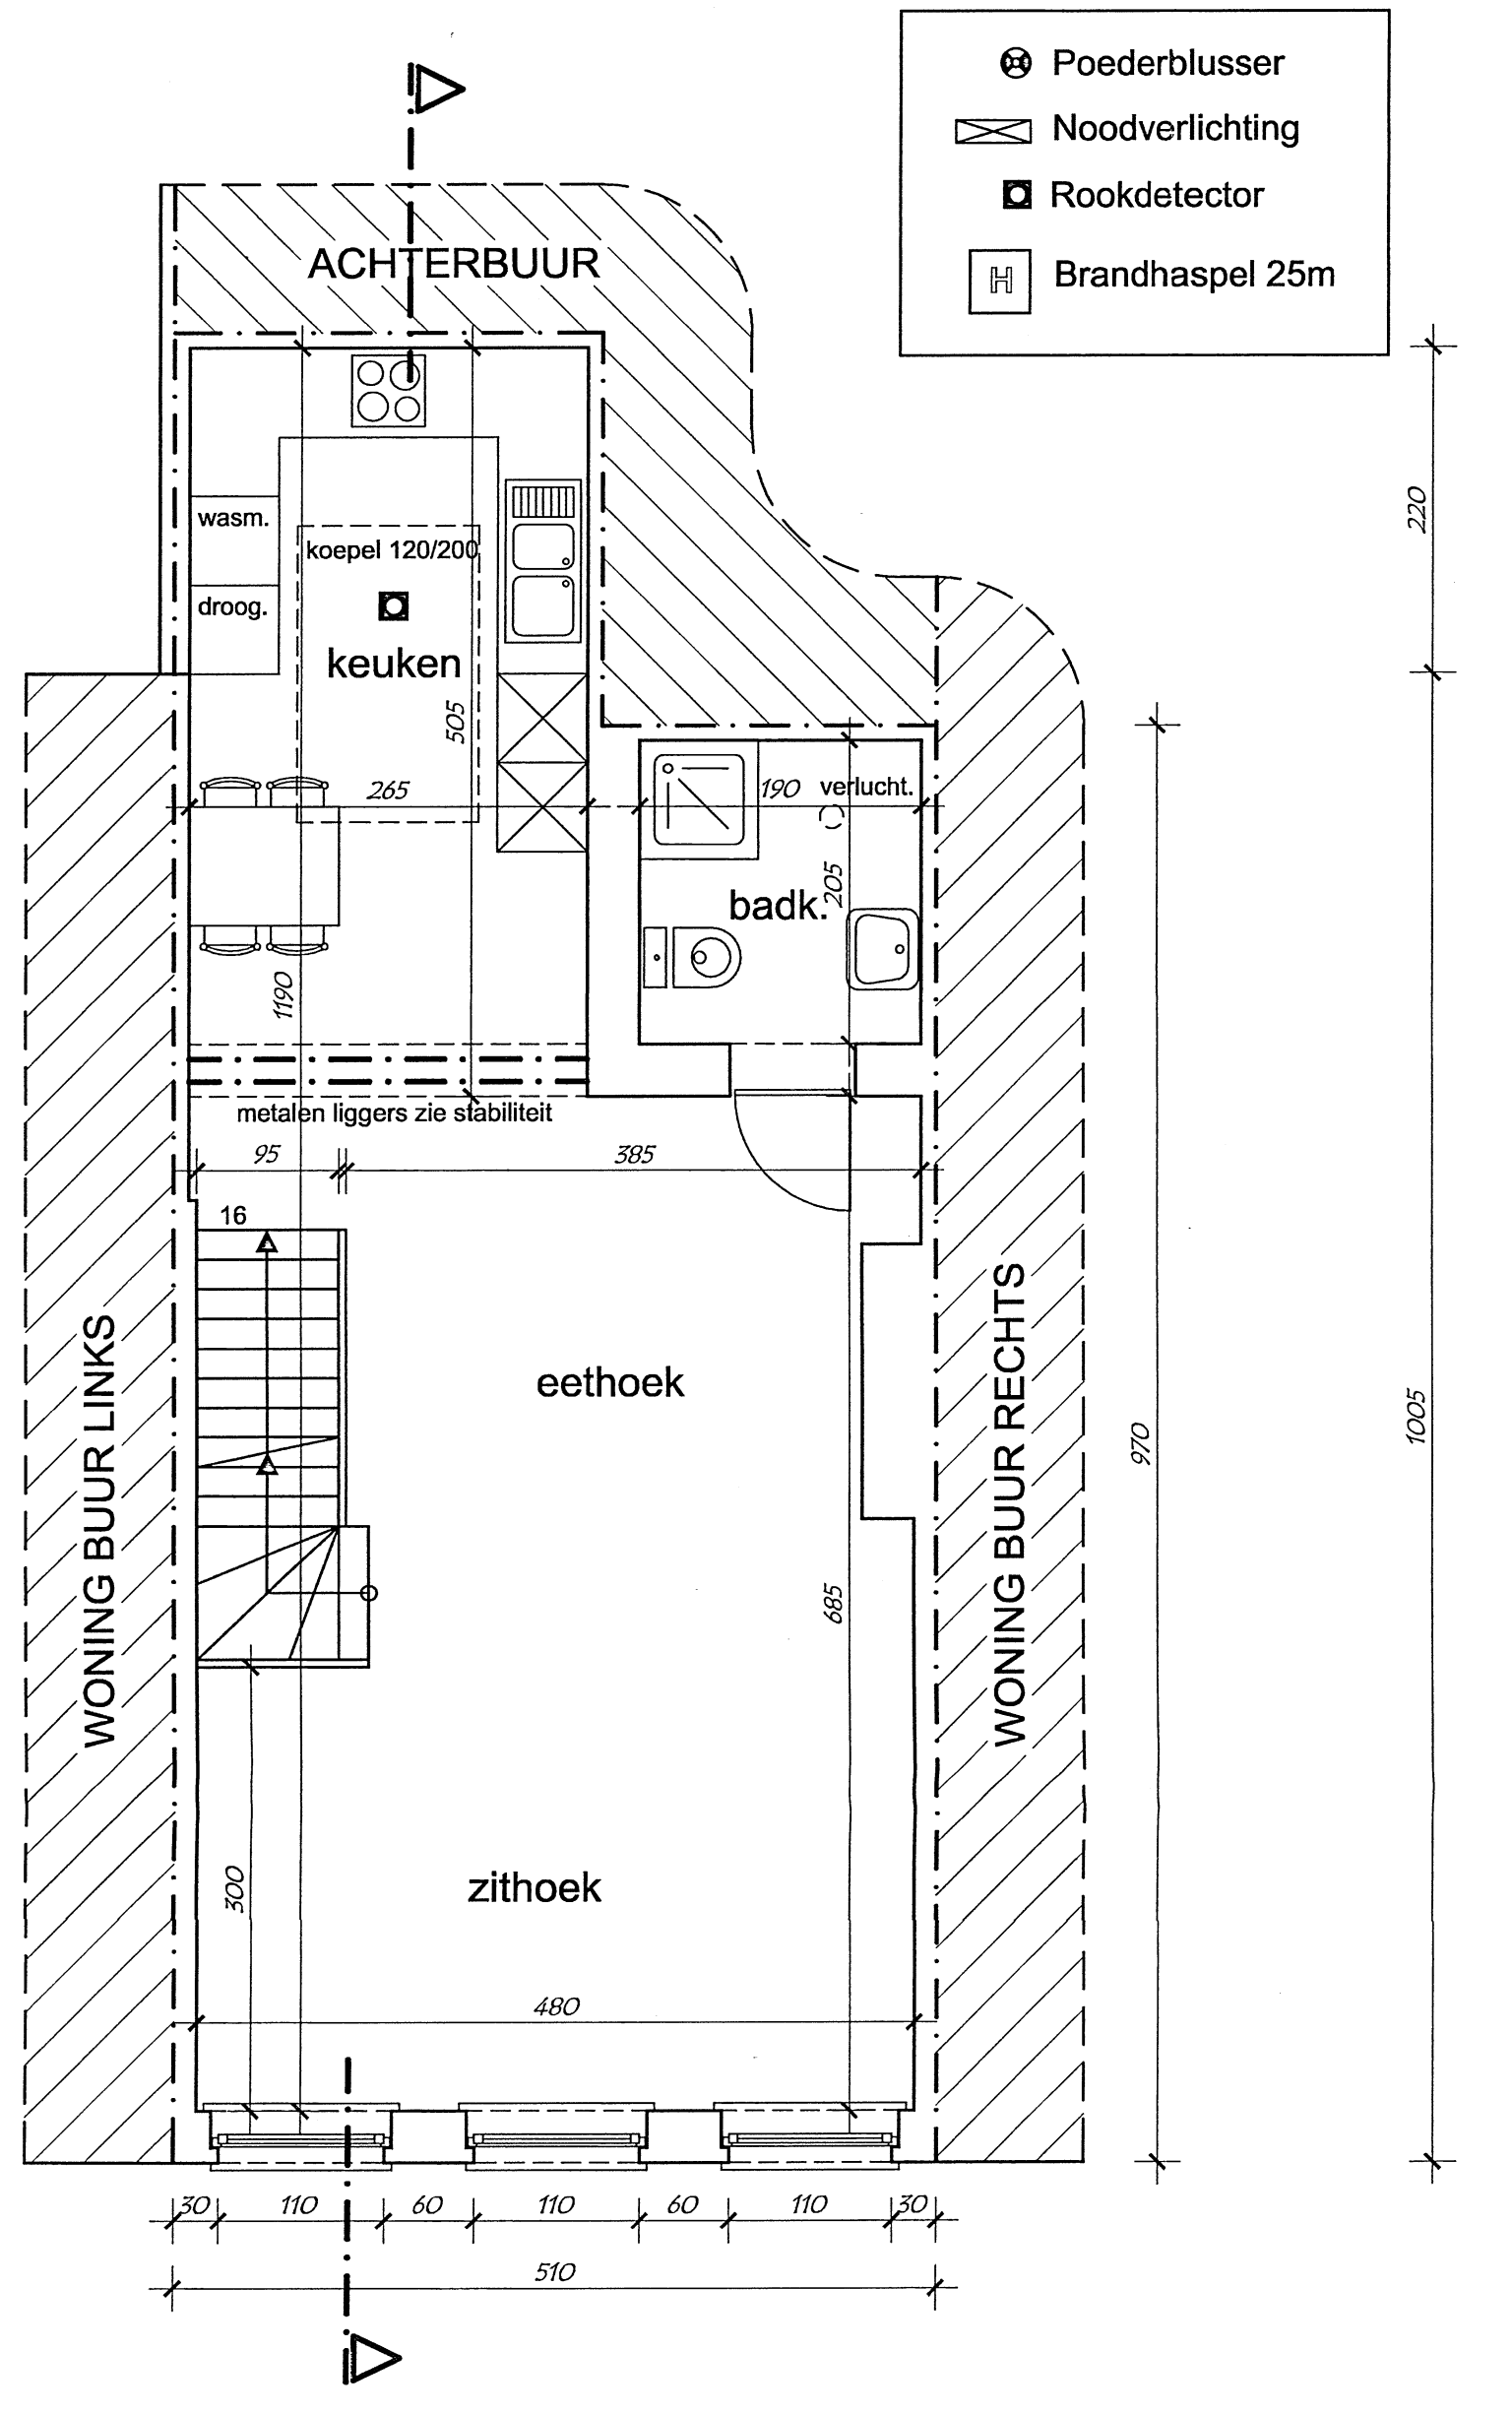 Poederblusser
Noodverlichting
Rookdetector
H Brandhaspel 25m
ACHTERBUUR
220
wasm.
koepel 120/200
droog.
keuken
505
265
190 verlucht.
205
badk.
1190
metalen liggers zie stabiliteit
95 385
16
WONING BUUR LINKS
eethoek
WONING BUUR RECHTS
970
1005
685
300
zithoek
480
30 110 60 110 60 110 30
510